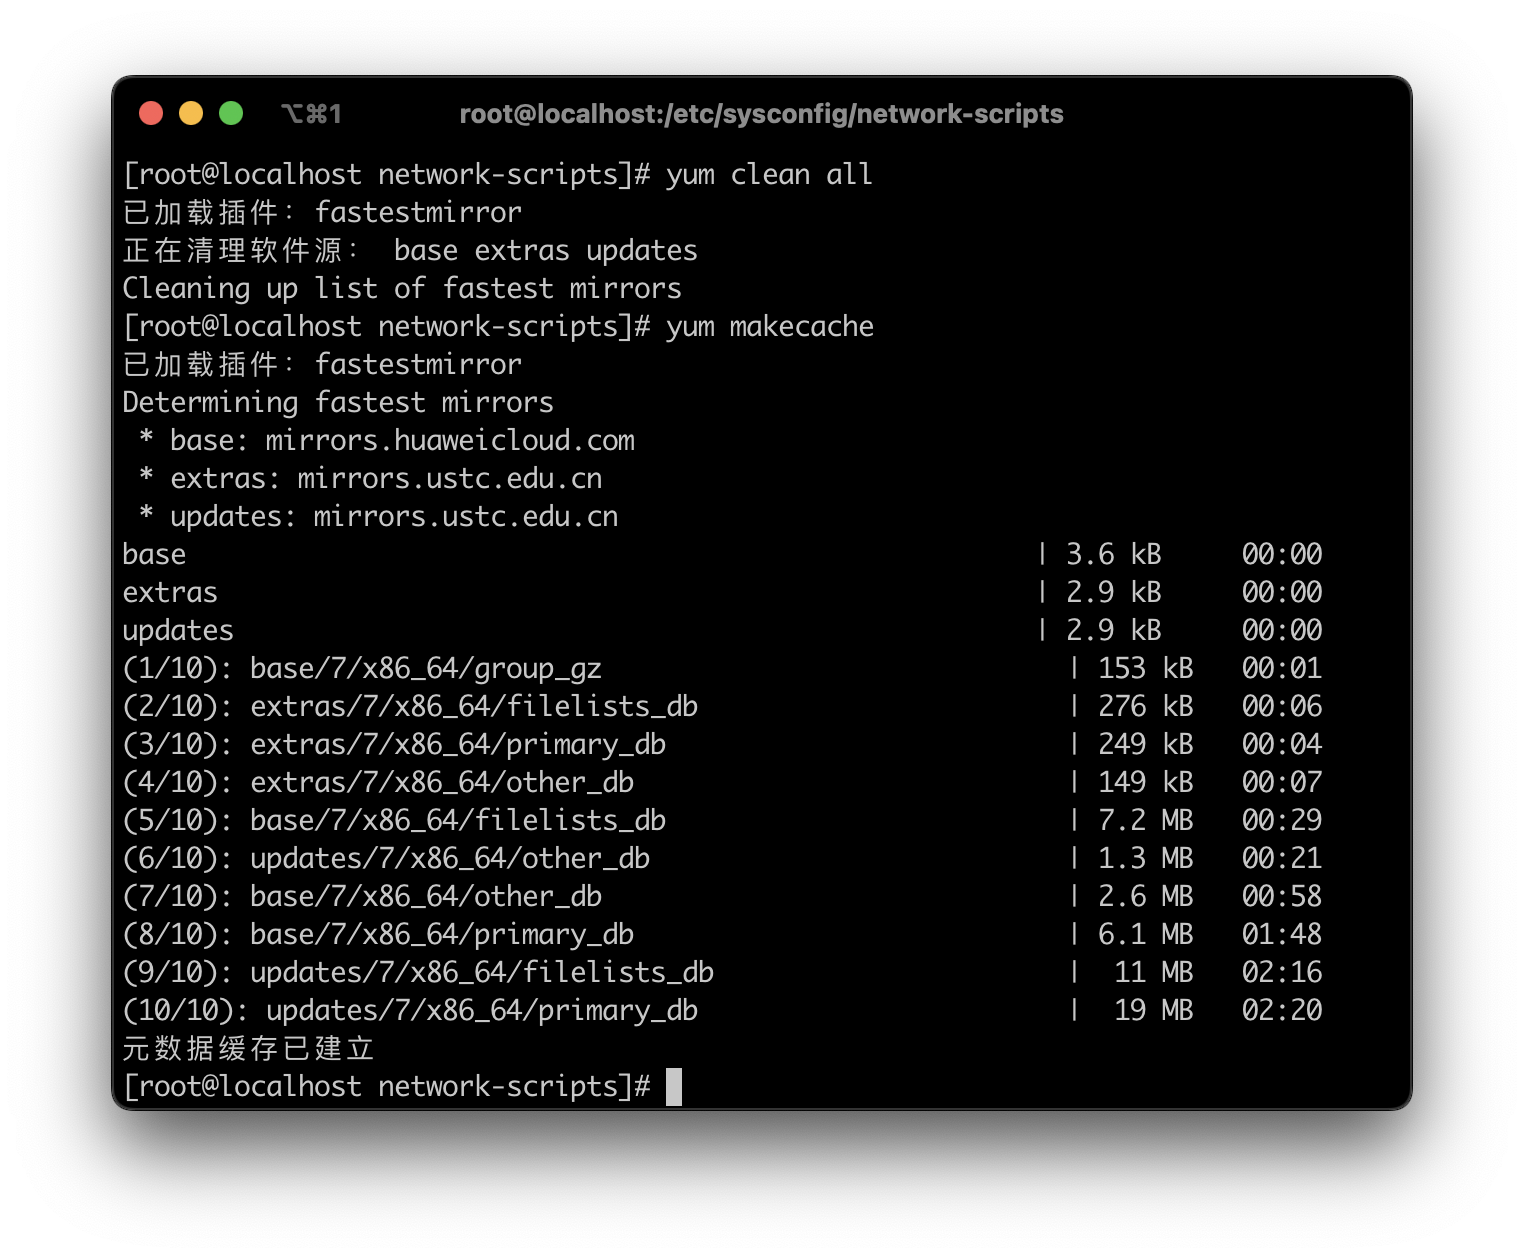 ⌥⌘1 root@localhost:/etc/sysconfig/network-scripts
[root@localhost network-scripts]# yum clean all
已加载插件：fastestmirror
正在清理软件源： base extras updates
Cleaning up list of fastest mirrors
[root@localhost network-scripts]# yum makecache
已加载插件：fastestmirror
Determining fastest mirrors
 * base: mirrors.huaweicloud.com
 * extras: mirrors.ustc.edu.cn
 * updates: mirrors.ustc.edu.cn
base | 3.6 kB 00:00
extras | 2.9 kB 00:00
updates | 2.9 kB 00:00
(1/10): base/7/x86_64/group_gz | 153 kB 00:01
(2/10): extras/7/x86_64/filelists_db | 276 kB 00:06
(3/10): extras/7/x86_64/primary_db | 249 kB 00:04
(4/10): extras/7/x86_64/other_db | 149 kB 00:07
(5/10): base/7/x86_64/filelists_db | 7.2 MB 00:29
(6/10): updates/7/x86_64/other_db | 1.3 MB 00:21
(7/10): base/7/x86_64/other_db | 2.6 MB 00:58
(8/10): base/7/x86_64/primary_db | 6.1 MB 01:48
(9/10): updates/7/x86_64/filelists_db | 11 MB 02:16
(10/10): updates/7/x86_64/primary_db | 19 MB 02:20
元数据缓存已建立
[root@localhost network-scripts]#